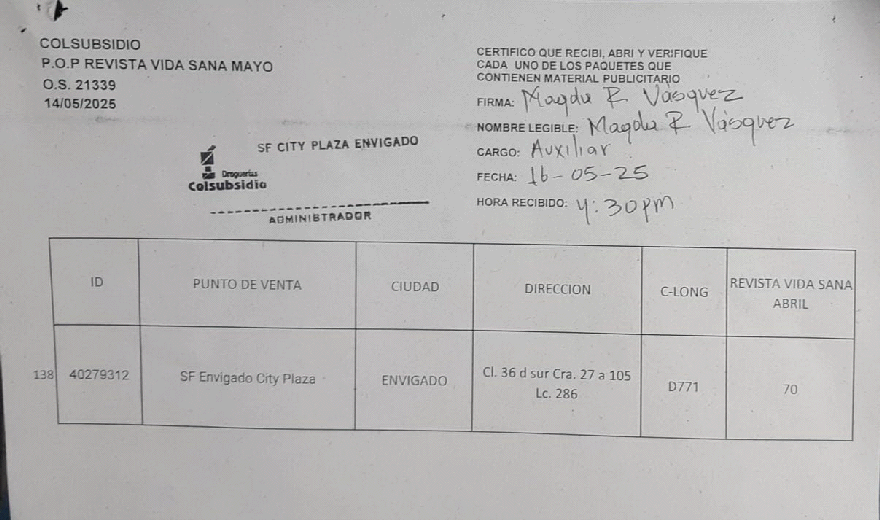 COLSUBSIDIO
P.O.P REVISTA VIDA SANA MAYO
O.S. 21339
14/05/2025
CERTIFICO QUE RECIBI, ABRI Y VERIFIQUE
CADA UNO DE LOS PAQUETES QUE
CONTIENEN MATERIAL PUBLICITARIO
FIRMA: Magda R Vásquez
NOMBRE LEGIBLE: Magda R Vásquez
CARGO: Auxiliar
FECHA: 16-05-25
HORA RECIBIDO: 4:30pm
SF CITY PLAZA ENVIGADO
Droguerías
Colsubsidio
ADMINISTRADOR
ID PUNTO DE VENTA CIUDAD DIRECCION C-LONG REVISTA VIDA SANA
ABRIL
138 40279312 SF Envigado City Plaza ENVIGADO Cl. 36 d sur Cra. 27 a 105 D771 70
Lc. 286